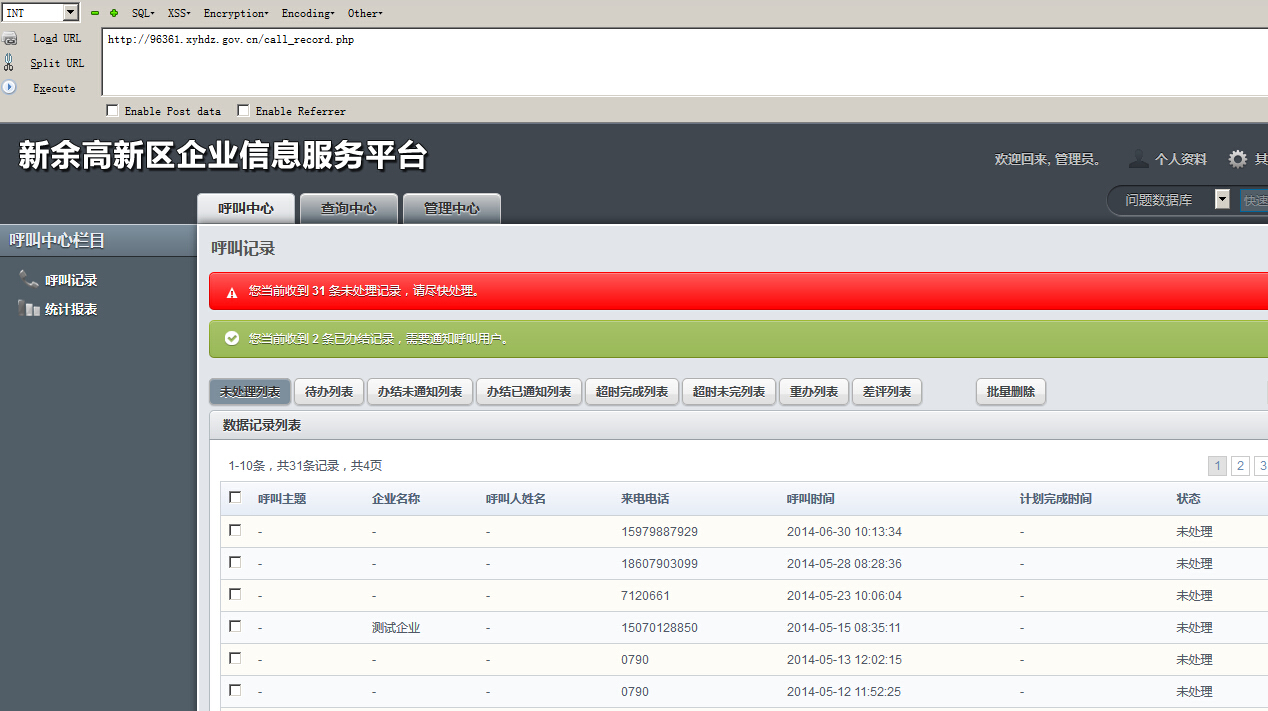 INT SQL XSS Encryption Encoding Other
Load URL http://96361.xyhdz.gov.cn/call_record.php
Split URL
Execute
Enable Post data Enable Referrer
新余高新区企业信息服务平台
欢迎回来, 管理员。 个人资料 其
呼叫中心 查询中心 管理中心
问题数据库 快速
呼叫中心栏目
呼叫记录
统计报表
呼叫记录
您当前收到 31 条未处理记录，请尽快处理。
您当前收到 2 条已办结记录，需要通知呼叫用户。
未处理列表 待办列表 办结未通知列表 办结已通知列表 超时完成列表 超时未完列表 重办列表 差评列表 批量删除
数据记录列表
1-10条，共31条记录，共4页 1 2 3
呼叫主题 企业名称 呼叫人姓名 来电电话 呼叫时间 计划完成时间 状态
- - - 15979887929 2014-06-30 10:13:34 - 未处理
- - - 18607903099 2014-05-28 08:28:36 - 未处理
- - - 7120661 2014-05-23 10:06:04 - 未处理
- 测试企业 - 15070128850 2014-05-15 08:35:11 - 未处理
- - - 0790 2014-05-13 12:02:15 - 未处理
- - - 0790 2014-05-12 11:52:25 - 未处理